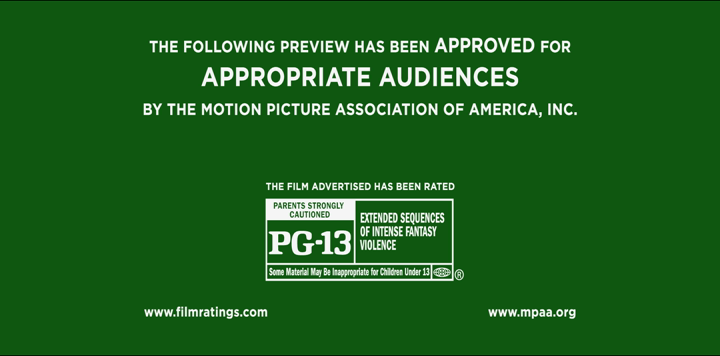 THE FOLLOWING PREVIEW HAS BEEN APPROVED FOR
APPROPRIATE AUDIENCES
BY THE MOTION PICTURE ASSOCIATION OF AMERICA, INC.
THE FILM ADVERTISED HAS BEEN RATED
PARENTS STRONGLY
CAUTIONED
PG-13
EXTENDED SEQUENCES
OF INTENSE FANTASY
VIOLENCE
Some Material May Be Inappropriate for Children Under 13
®
www.filmratings.com
www.mpaa.org